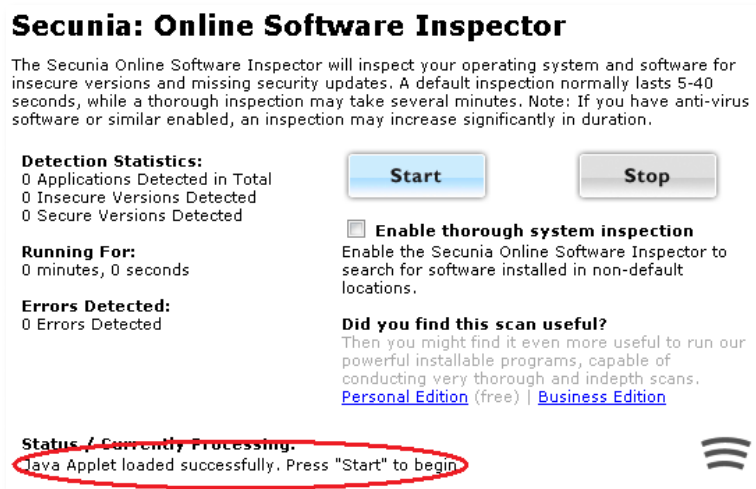 Secunia: Online Software Inspector
The Secunia Online Software Inspector will inspect your operating system and software for
insecure versions and missing security updates. A default inspection normally lasts 5-40
seconds, while a thorough inspection may take several minutes. Note: If you have anti-virus
software or similar enabled, an inspection may increase significantly in duration.
Detection Statistics:
0 Applications Detected in Total
0 Insecure Versions Detected
0 Secure Versions Detected
Running For:
0 minutes, 0 seconds
Errors Detected:
0 Errors Detected
Start
Stop
Enable thorough system inspection
Enable the Secunia Online Software Inspector to
search for software installed in non-default
locations.
Did you find this scan useful?
Then you might find it even more useful to run our
powerful installable programs, capable of
conducting very thorough and indepth scans.
Personal Edition (free) | Business Edition
Status / Currently Processing:
Java Applet loaded successfully. Press "Start" to begin